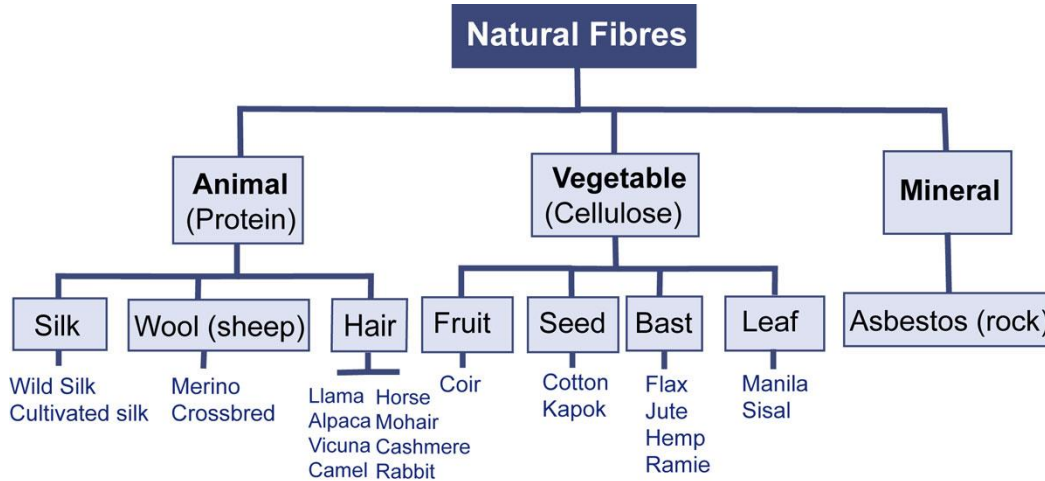 Natural Fibres
Animal
(Protein)
Vegetable
(Cellulose)
Mineral
Silk
Wool (sheep)
Hair
Fruit
Seed
Bast
Leaf
Asbestos (rock)
Wild Silk
Cultivated silk
Merino
Crossbred
Llama Horse
Alpaca Mohair
Vicuna Cashmere
Camel Rabbit
Coir
Cotton
Kapok
Flax
Jute
Hemp
Ramie
Manila
Sisal